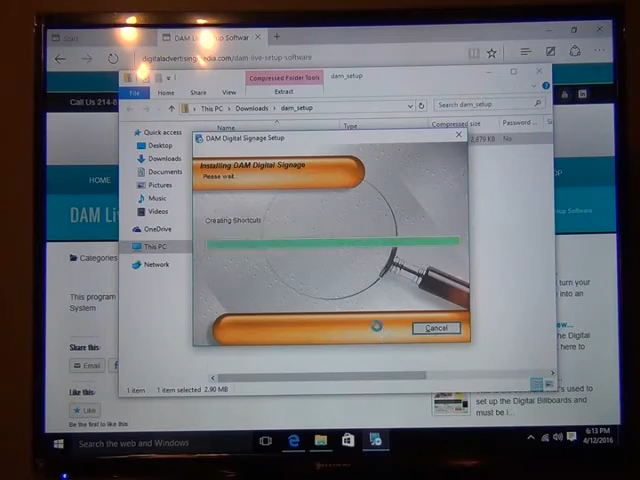 start
DAM Live Setup Softwar
digitaladvertisingmedia.com/dam-live-setup-software
Compressed Folder Tools
dam_setup
File
Home
Share
View
Extract
This PC
Downloads
dam_setup
Search dam_setup
Call Us 214-8
Name
Type
Compressed size
Password ...
2,879 KB
No
Quick access
Desktop
Downloads
Documents
Pictures
Music
Videos
OneDrive
This PC
Network
DAM Digital Signage Setup
Installing DAM Digital Signage
Please wait
Creating Shortcuts
Cancel
HOME
DAM Li
Setup Software
Categories
This program
System
Share this:
Email
Like this:
Like
Be the first to like this
turn your
into an
the Digital
here to
used to
set up the Digital Billboards and
must be i...
1 item
1 item selected 2.90 MB
Search the web and Windows
6:13 PM
4/12/2016